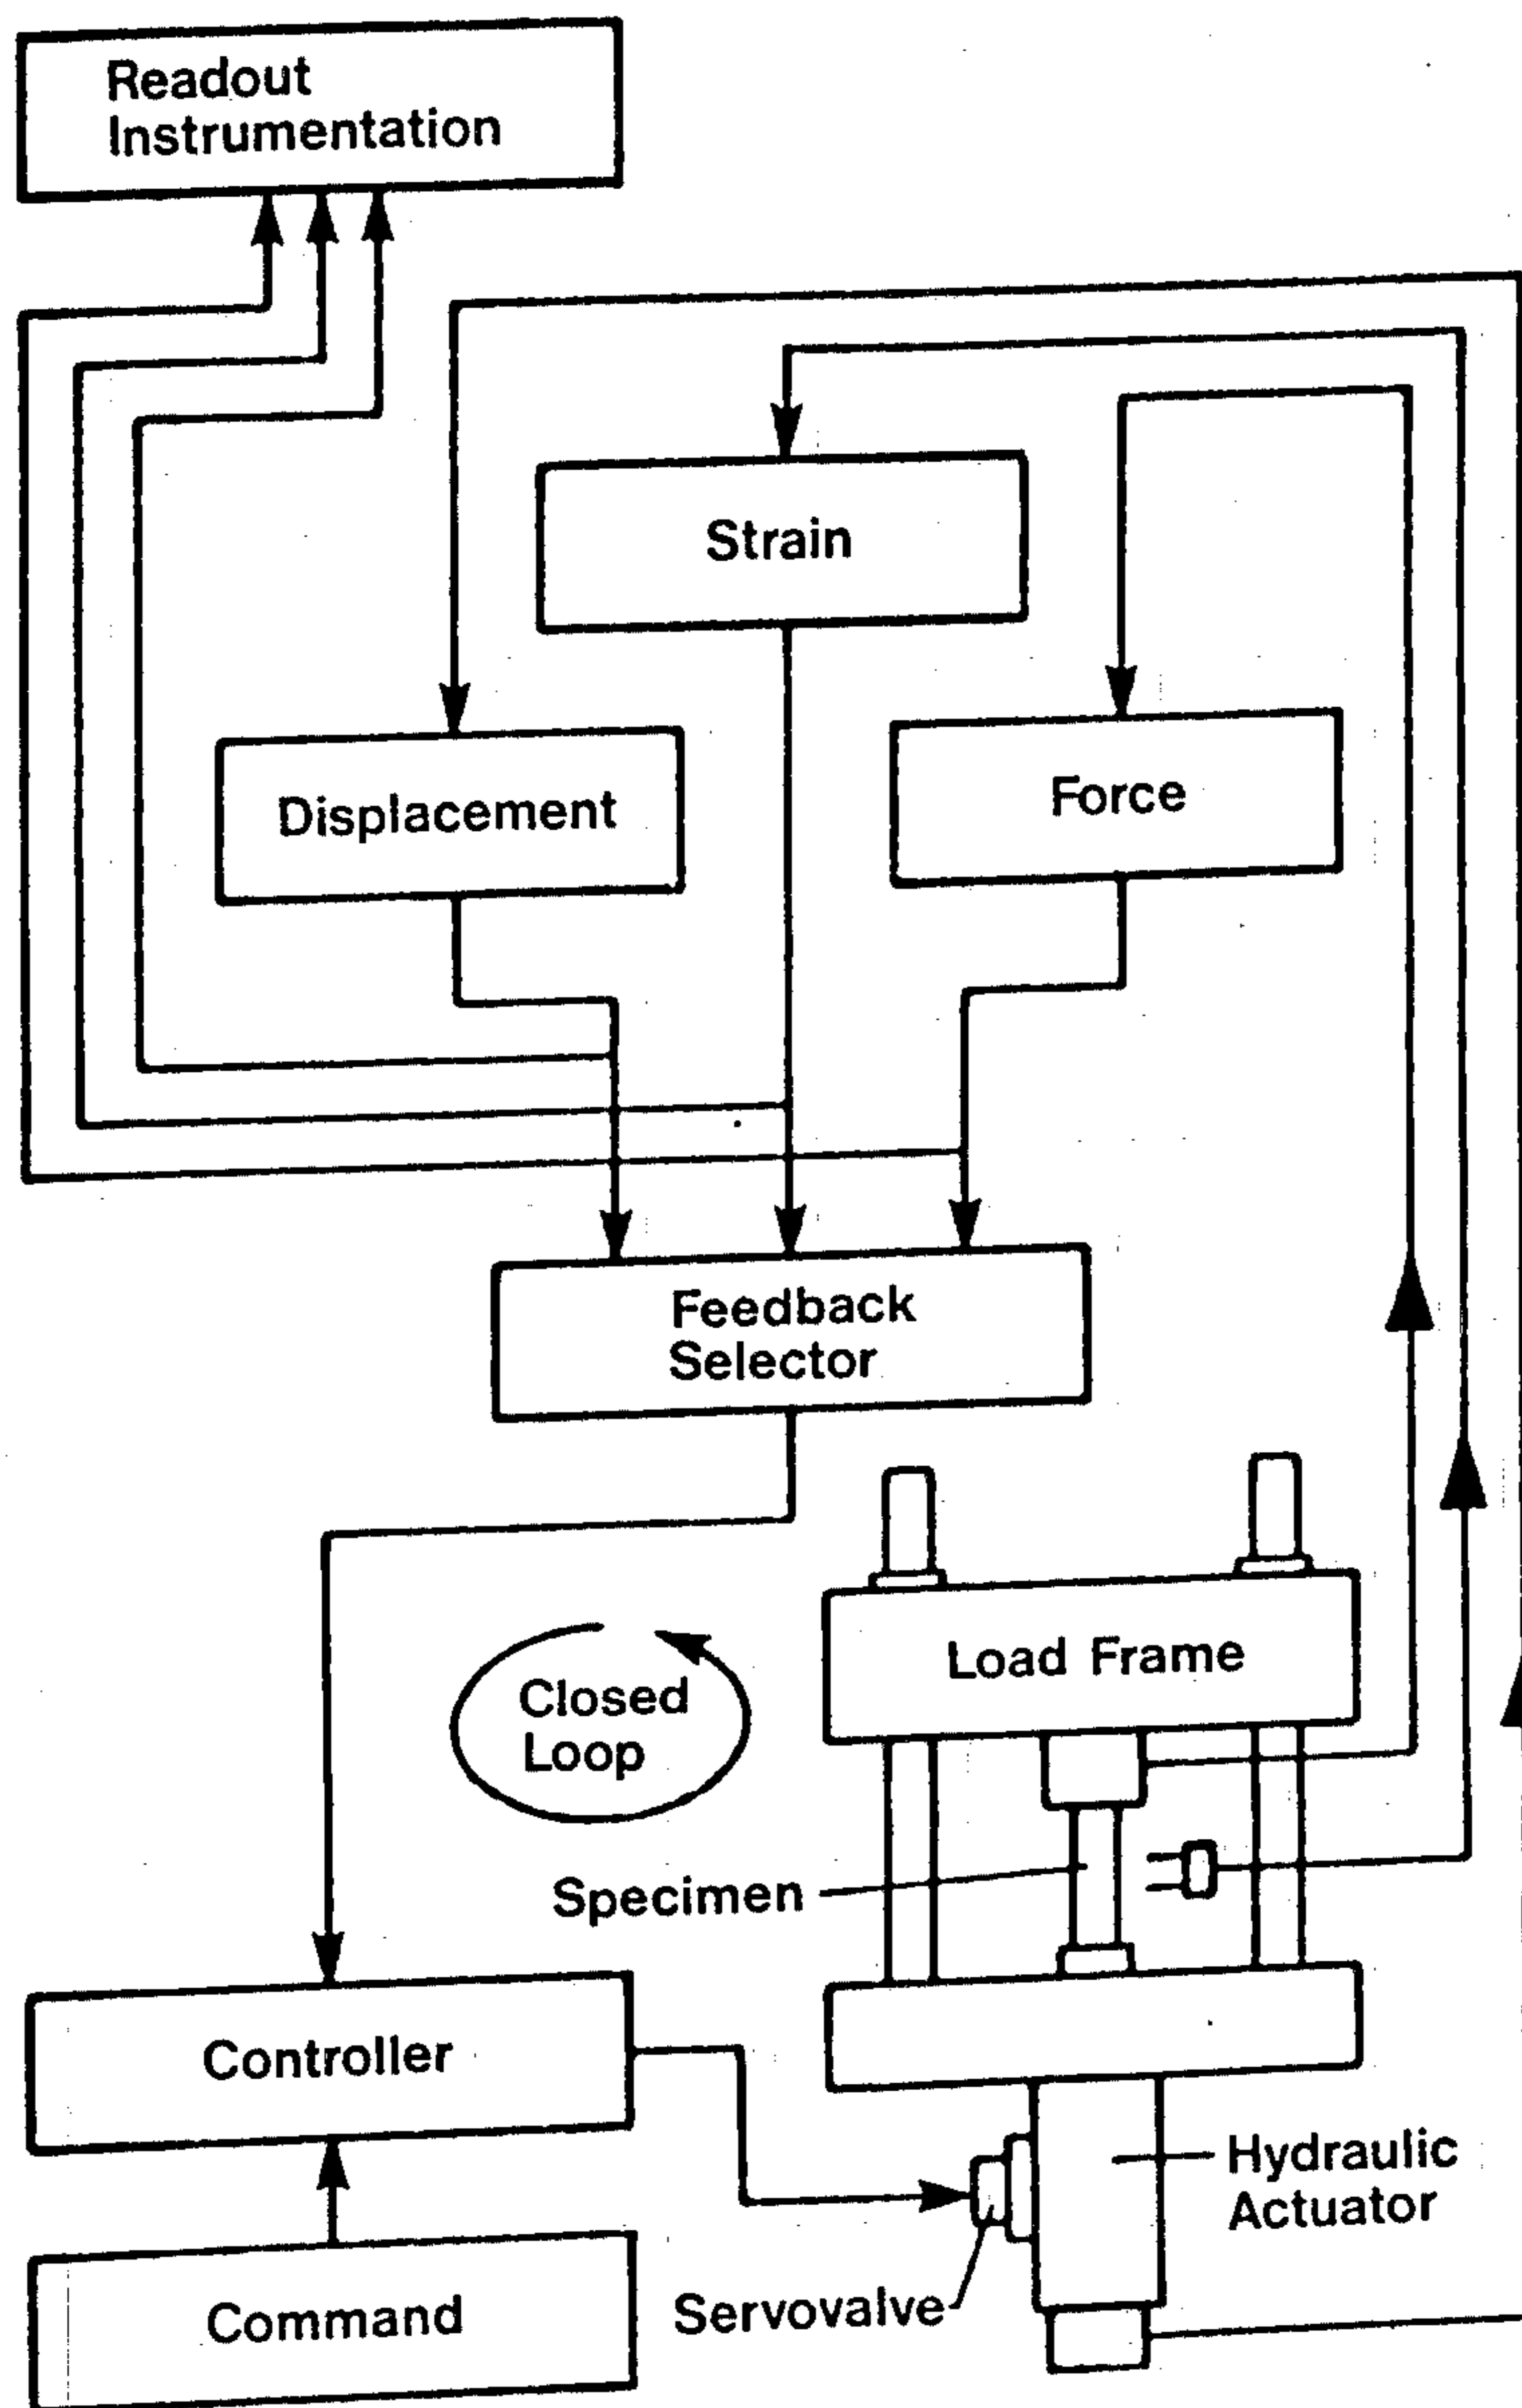 Readout
Instrumentation
Strain
Displacement
Force
Feedback
Selector
Load Frame
Closed
Loop
Specimen
Controller
Hydraulic
Actuator
Servovalve
Command